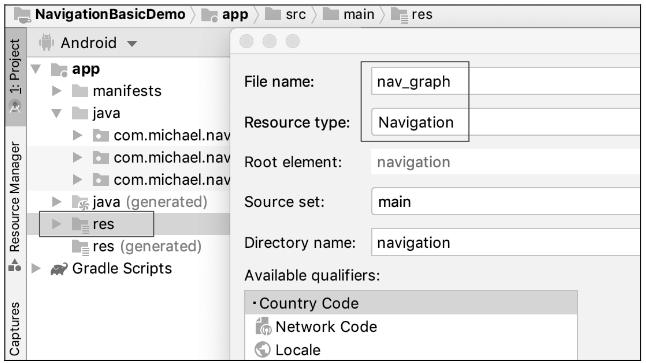 NavigationBasicDemo app src main res
1: Project
Android
app
manifests
java
com.michael.nav
com.michael.nav
com.michael.nav
java (generated)
res
res (generated)
Gradle Scripts
Resource Manager
Captures
File name: nav_graph
Resource type: Navigation
Root element: navigation
Source set: main
Directory name: navigation
Available qualifiers:
Country Code
Network Code
Locale